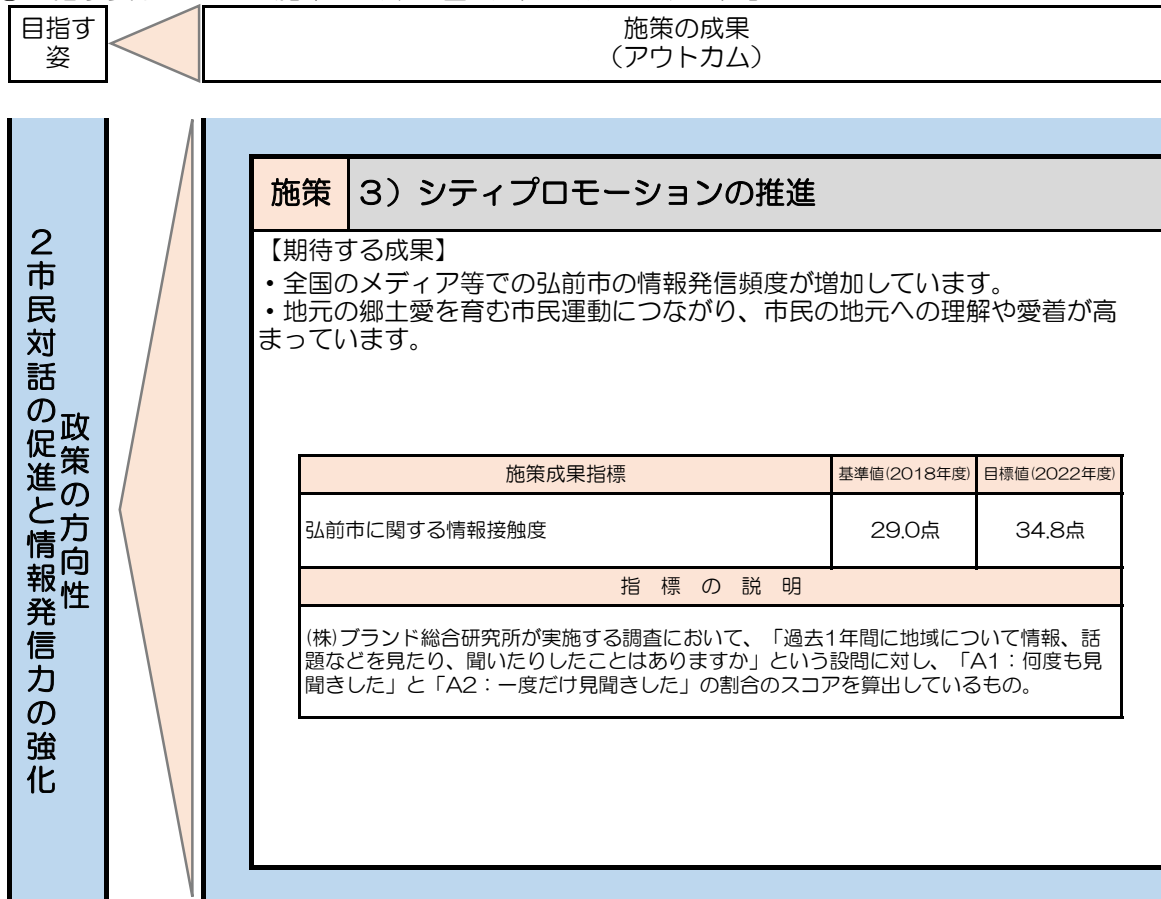 目指す
姿
施策の成果
（アウトカム）
政策の方向性
２市民対話の促進と情報発信力の強化
施策
３）シティプロモーションの推進
【期待する成果】
・全国のメディア等での弘前市の情報発信頻度が増加しています。
・地元の郷土愛を育む市民運動につながり、市民の地元への理解や愛着が高
まっています。
施策成果指標
基準値(2018年度)
目標値(2022年度)
弘前市に関する情報接触度
29.0点
34.8点
指 標 の 説 明
(株)ブランド総合研究所が実施する調査において、「過去1年間に地域について情報、話
題などを見たり、聞いたりしたことはありますか」という設問に対し、「A1：何度も見
聞きした」と「A2：一度だけ見聞きした」の割合のスコアを算出しているもの。